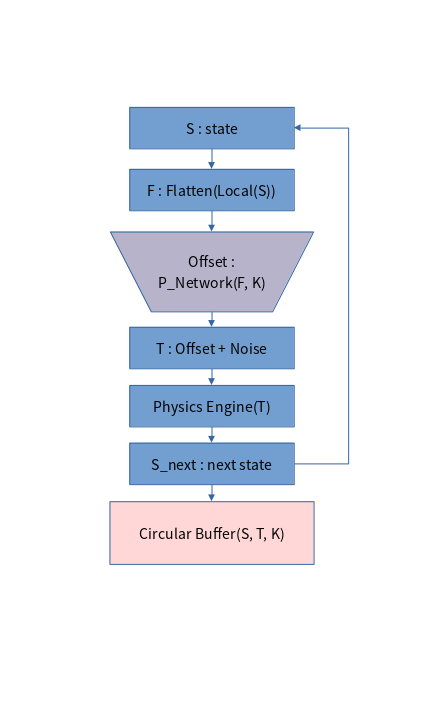 S : state
F : Flatten(Local(S))
Offset :
P_Network(F, K)
T : Offset + Noise
Physics Engine(T)
S_next : next state
Circular Buffer(S, T, K)